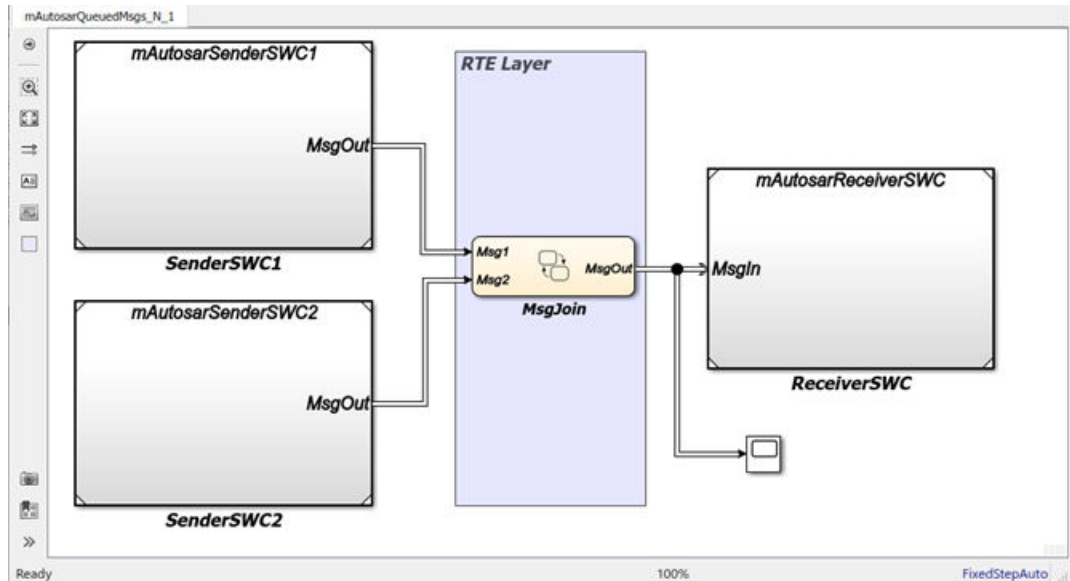 mAutosarQueuedMsgs_N_1
mAutosarSenderSWC1
MsgOut
SenderSWC1
mAutosarSenderSWC2
MsgOut
SenderSWC2
RTE Layer
Msg1
Msg2
MsgOut
MsgJoin
mAutosarReceiverSWC
MsgIn
ReceiverSWC
Ready
100%
FixedStepAuto